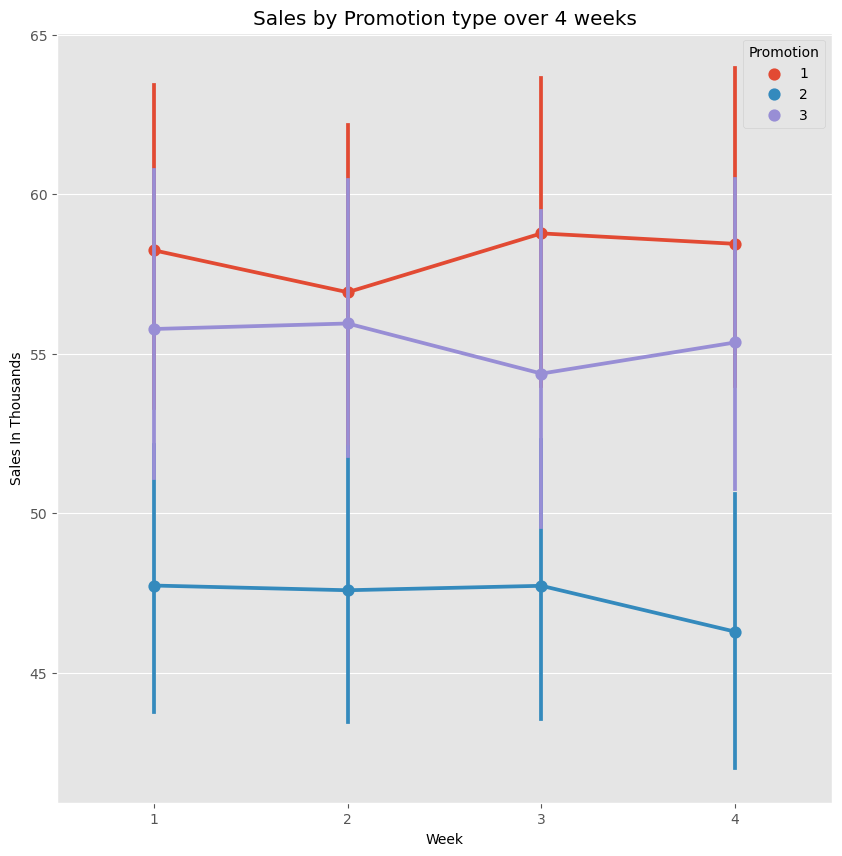 Sales by Promotion type over 4 weeks
Promotion
1
2
3
65
60
55
50
45
Sales In Thousands
1 2 3 4
Week